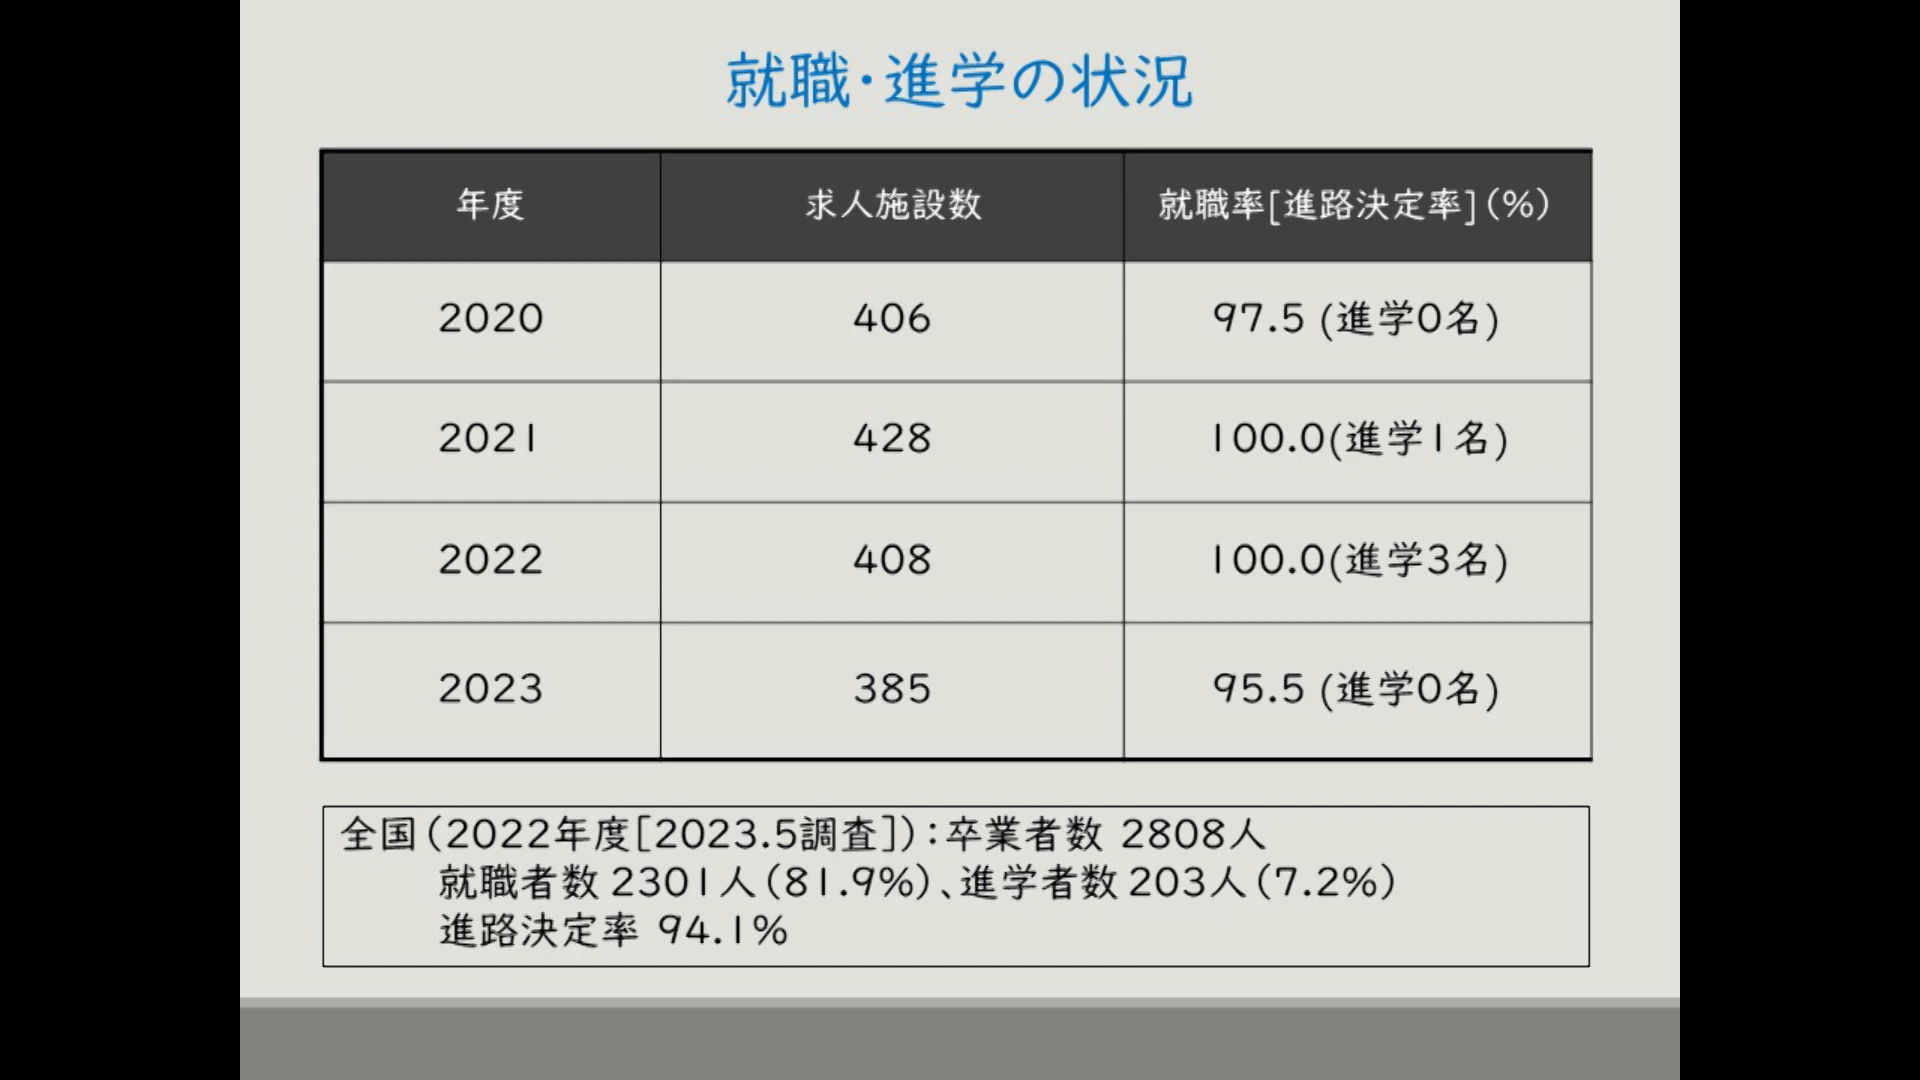 就職・進学の状況
年度 求人施設数 就職率[進路決定率](%)
2020 406 97.5 (進学0名)
2021 428 100.0(進学1名)
2022 408 100.0(進学3名)
2023 385 95.5 (進学0名)
全国(2022年度[2023.5調査]):卒業者数 2808人
就職者数 2301人(81.9%)、進学者数 203人(7.2%)
進路決定率 94.1%